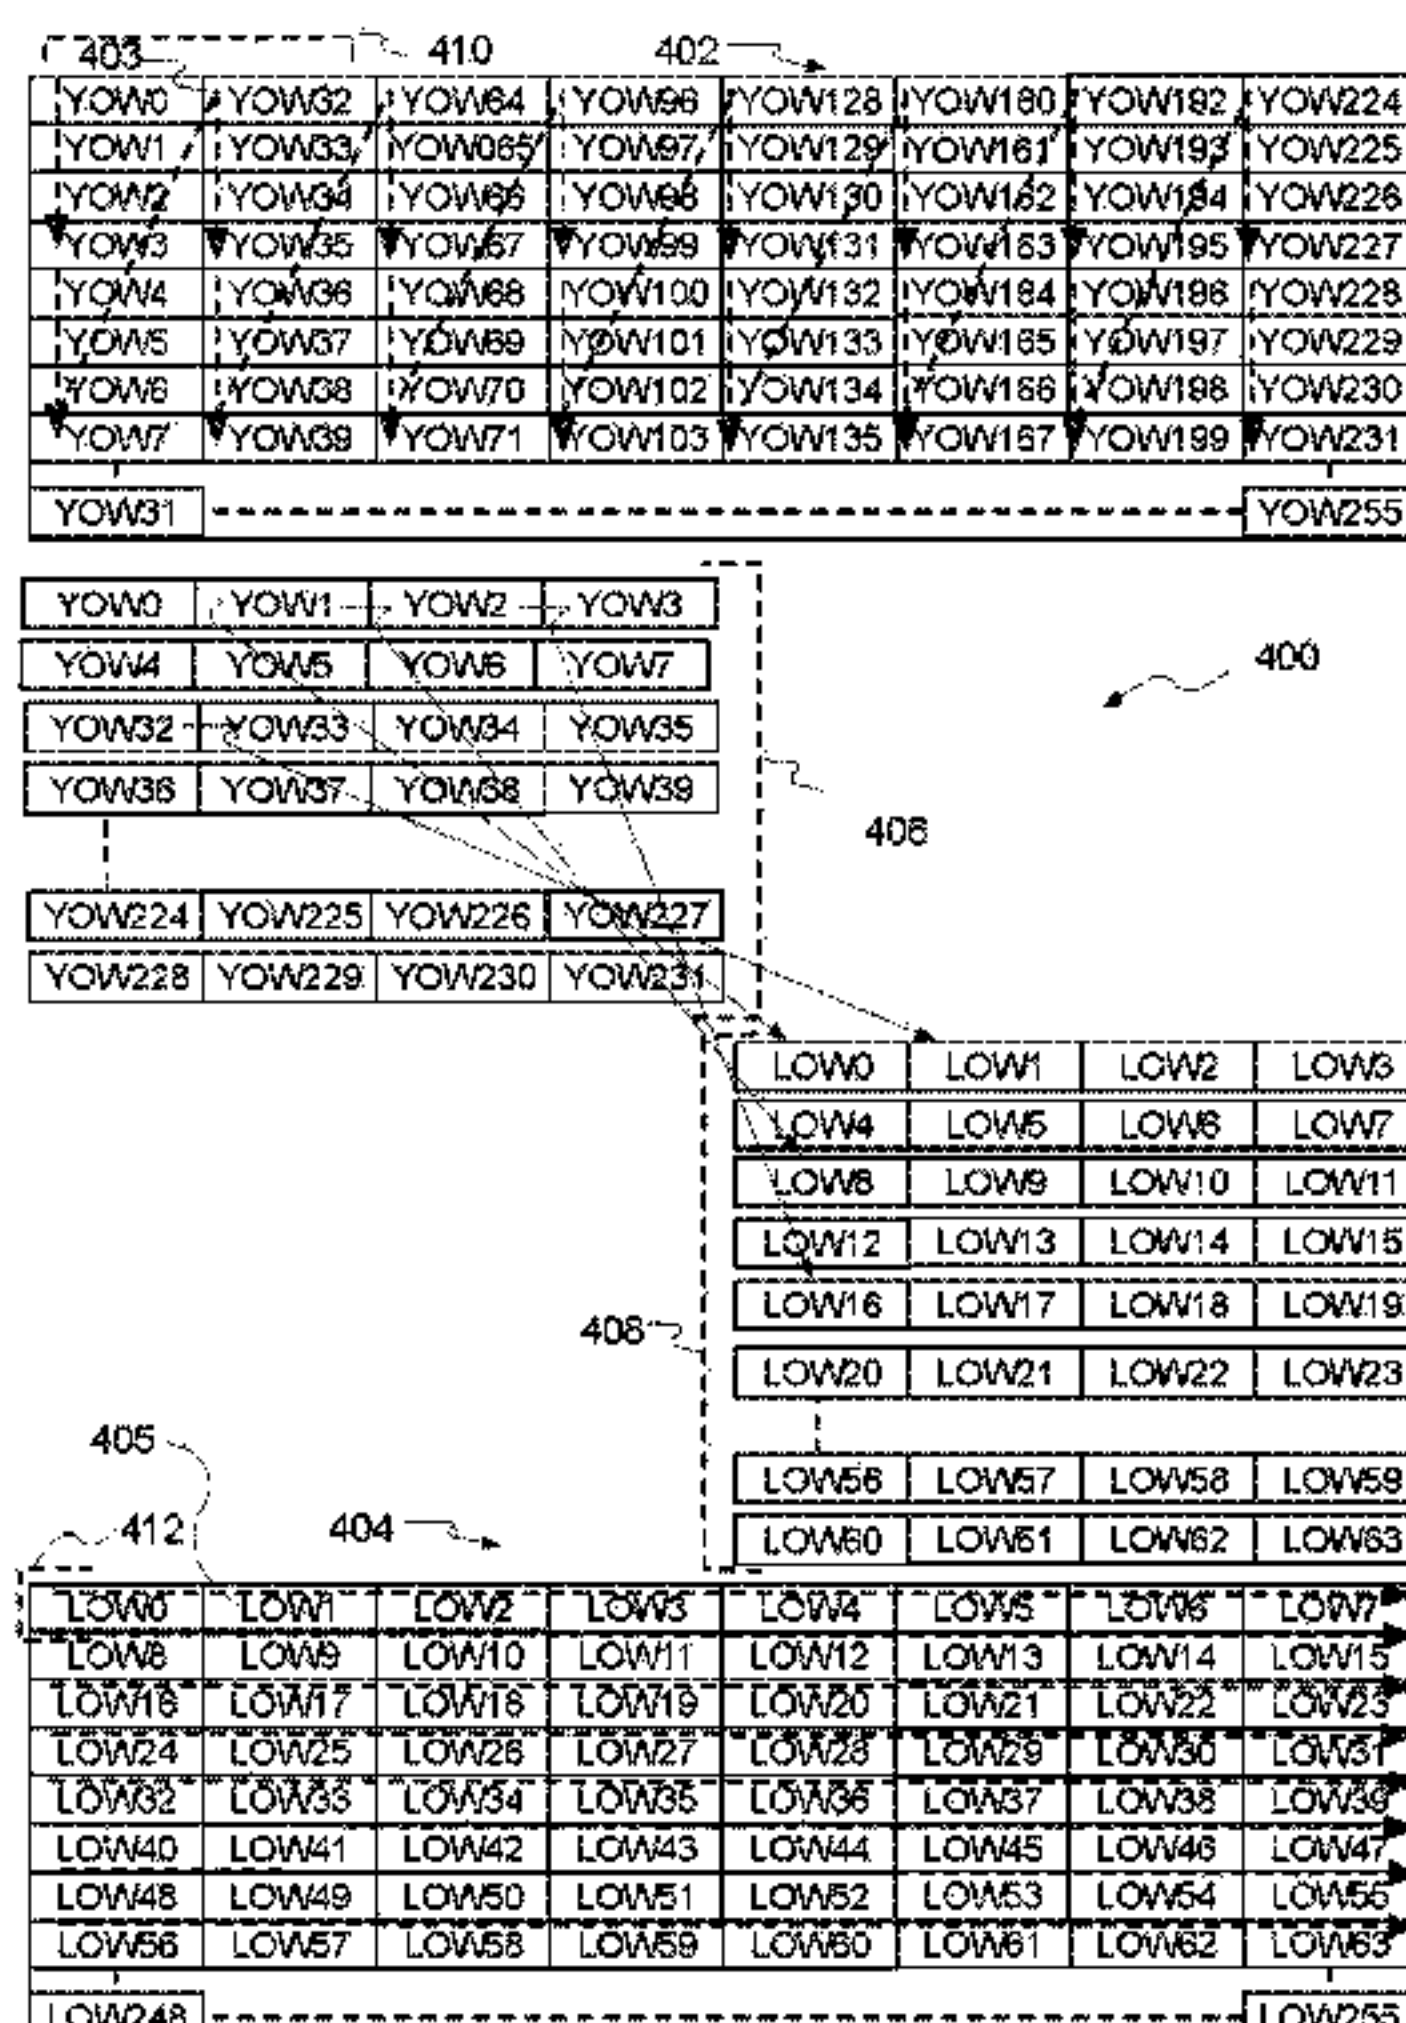 403 410 402
YOW0 YOW32 YOW64 YOW96 YOW128 YOW160 YOW192 YOW224
YOW1 YOW33 YOW065 YOW97 YOW129 YOW161 YOW193 YOW225
YOW2 YOW34 YOW66 YOW98 YOW130 YOW162 YOW194 YOW226
YOW3 YOW35 YOW67 YOW99 YOW131 YOW163 YOW195 YOW227
YOW4 YOW36 YOW68 YOW100 YOW132 YOW164 YOW196 YOW228
YOW5 YOW37 YOW69 YOW101 YOW133 YOW165 YOW197 YOW229
YOW6 YOW38 YOW70 YOW102 YOW134 YOW166 YOW198 YOW230
YOW7 YOW39 YOW71 YOW103 YOW135 YOW167 YOW199 YOW231
YOW31 YOW255
YOW0 YOW1 YOW2 YOW3
YOW4 YOW5 YOW6 YOW7
400
YOW32 YOW33 YOW34 YOW35
YOW36 YOW37 YOW38 YOW39
406
YOW224 YOW225 YOW226 YOW227
YOW228 YOW229 YOW230 YOW231
LOW0 LOW1 LOW2 LOW3
LOW4 LOW5 LOW6 LOW7
LOW8 LOW9 LOW10 LOW11
LOW12 LOW13 LOW14 LOW15
LOW16 LOW17 LOW18 LOW19
408
LOW20 LOW21 LOW22 LOW23
405
LOW56 LOW57 LOW58 LOW59
412 404
LOW60 LOW61 LOW62 LOW63
LOW0 LOW1 LOW2 LOW3 LOW4 LOW5 LOW6 LOW7
LOW8 LOW9 LOW10 LOW11 LOW12 LOW13 LOW14 LOW15
LOW16 LOW17 LOW18 LOW19 LOW20 LOW21 LOW22 LOW23
LOW24 LOW25 LOW26 LOW27 LOW28 LOW29 LOW30 LOW31
LOW32 LOW33 LOW34 LOW35 LOW36 LOW37 LOW38 LOW39
LOW40 LOW41 LOW42 LOW43 LOW44 LOW45 LOW46 LOW47
LOW48 LOW49 LOW50 LOW51 LOW52 LOW53 LOW54 LOW55
LOW56 LOW57 LOW58 LOW59 LOW60 LOW61 LOW62 LOW63
LOW248 LOW255